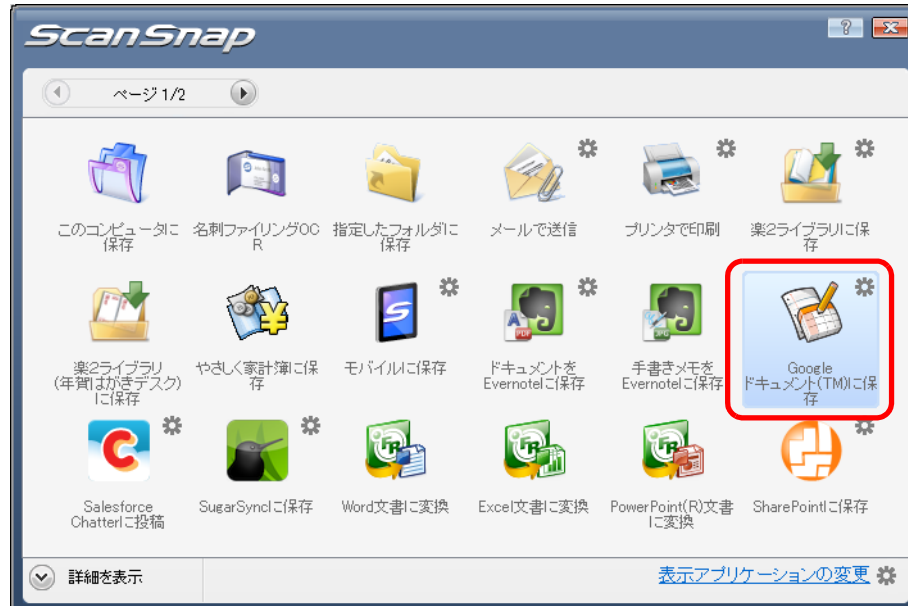 ScanSnap
?
ページ 1/2
このコンピュータに
保存
名刺ファイリングOC
R
指定したフォルダに
保存
メールで送信
プリンタで印刷
楽2ライブラリに保
存
楽2ライブラリ
(年賀はがきデスク)
に保存
やさしく家計簿に保
存
モバイルに保存
ドキュメントを
Evernoteに保存
手書きメモを
Evernoteに保存
Google
ドキュメント(TM)に保
存
Salesforce
Chatterに投稿
SugarSyncに保存
Word文書に変換
Excel文書に変換
PowerPoint(R)文書
に変換
SharePointに保存
詳細を表示
表示アプリケーションの変更